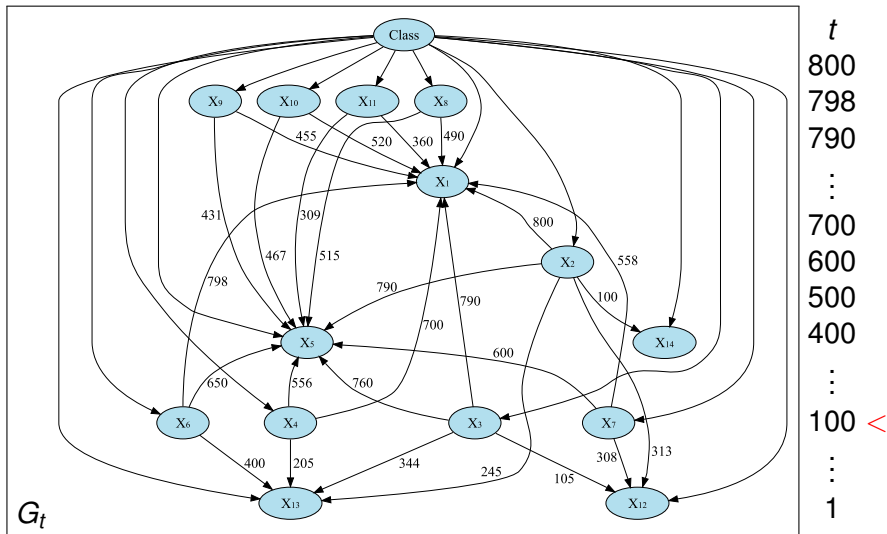 Class
t
800
X9 X10 X11 X8
798
455 520 360 490
790
X1
⋮
431 309 800
700
467 515 798 X2 558
600
790 790 100
500
700
X5 600 X14
400
650 556 760
⋮
X6 X4 X3 X7
100 <
400 205 344 245 105 308 313
⋮
X13 X12
1
Gt